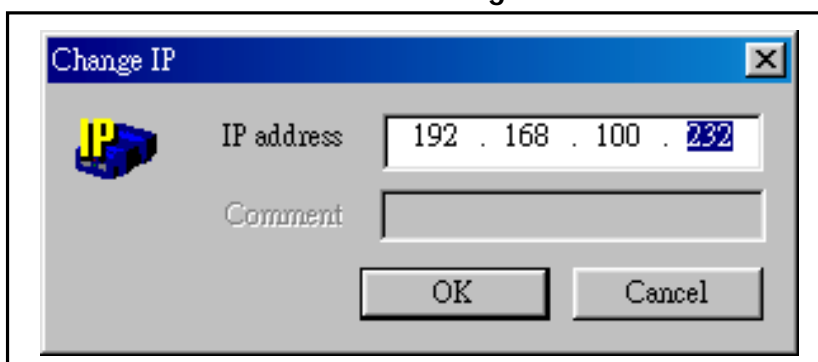 Change IP
IP
IP address 192 . 168 . 100 . 232
Comment
OK Cancel